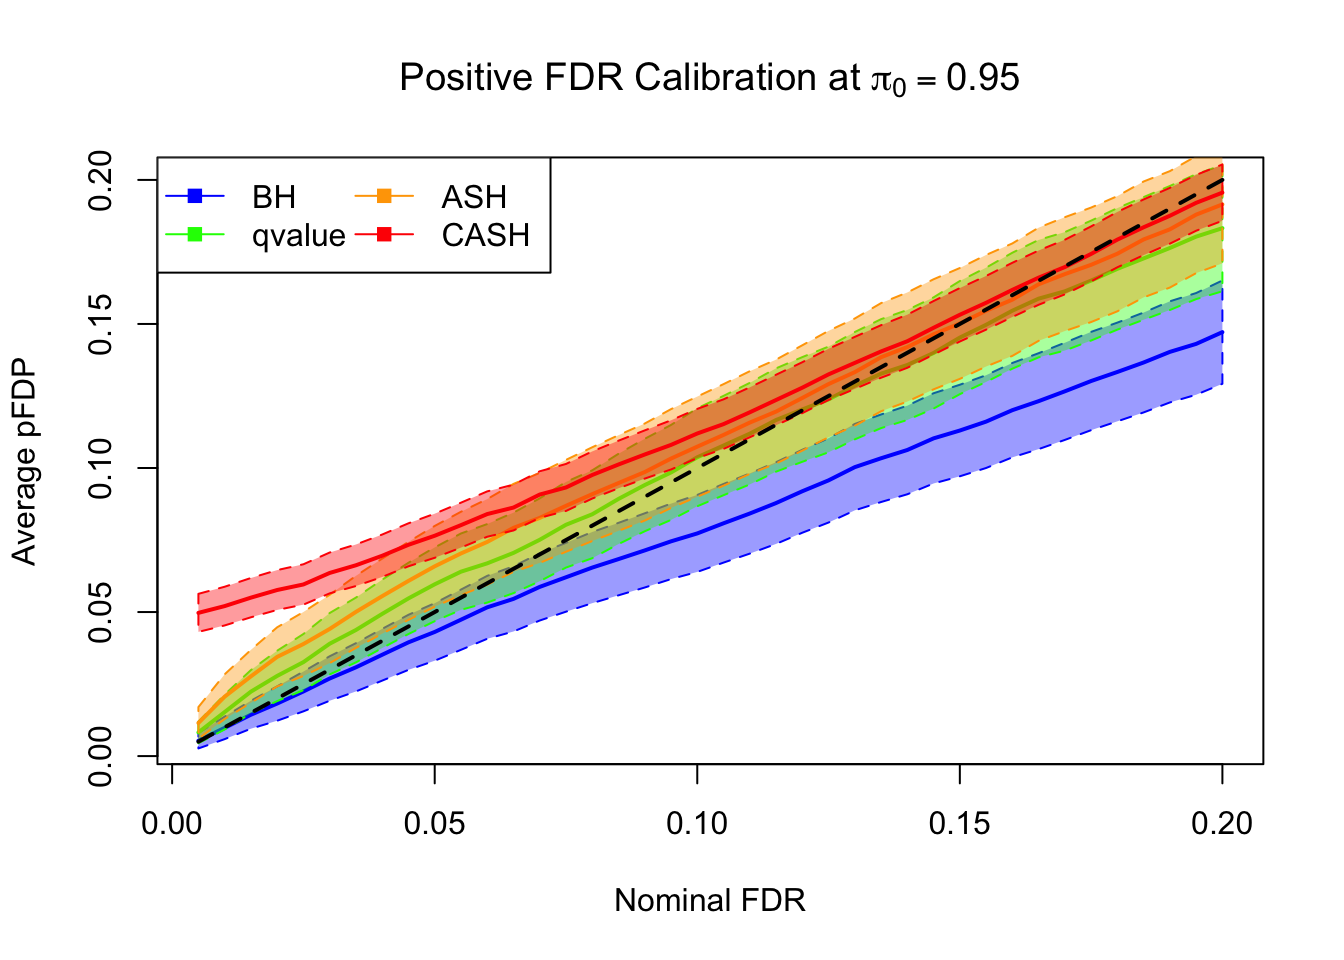 Positive FDR Calibration at π₀ = 0.95
BH
ASH
qvalue
CASH
Average pFDP
0.20
0.15
0.10
0.05
0.00
0.00 0.05 0.10 0.15 0.20
Nominal FDR